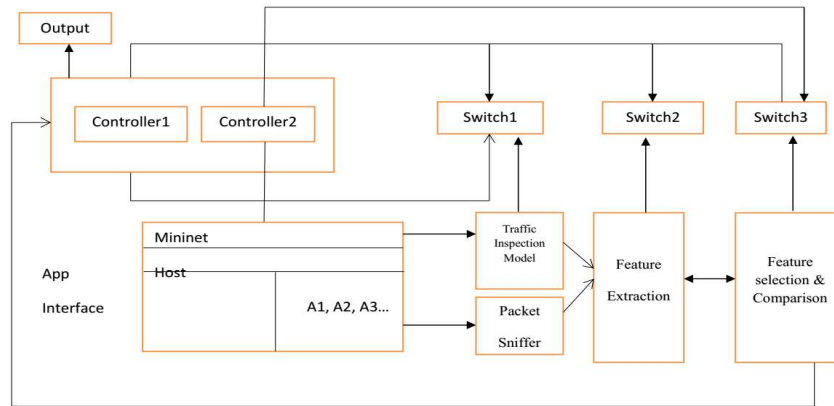 Output
Controller1
Controller2
Switch1
Switch2
Switch3
Mininet
Host
A1, A2, A3...
App
Interface
Traffic
Inspection
Model
Packet
Sniffer
Feature
Extraction
Feature
selection &
Comparison